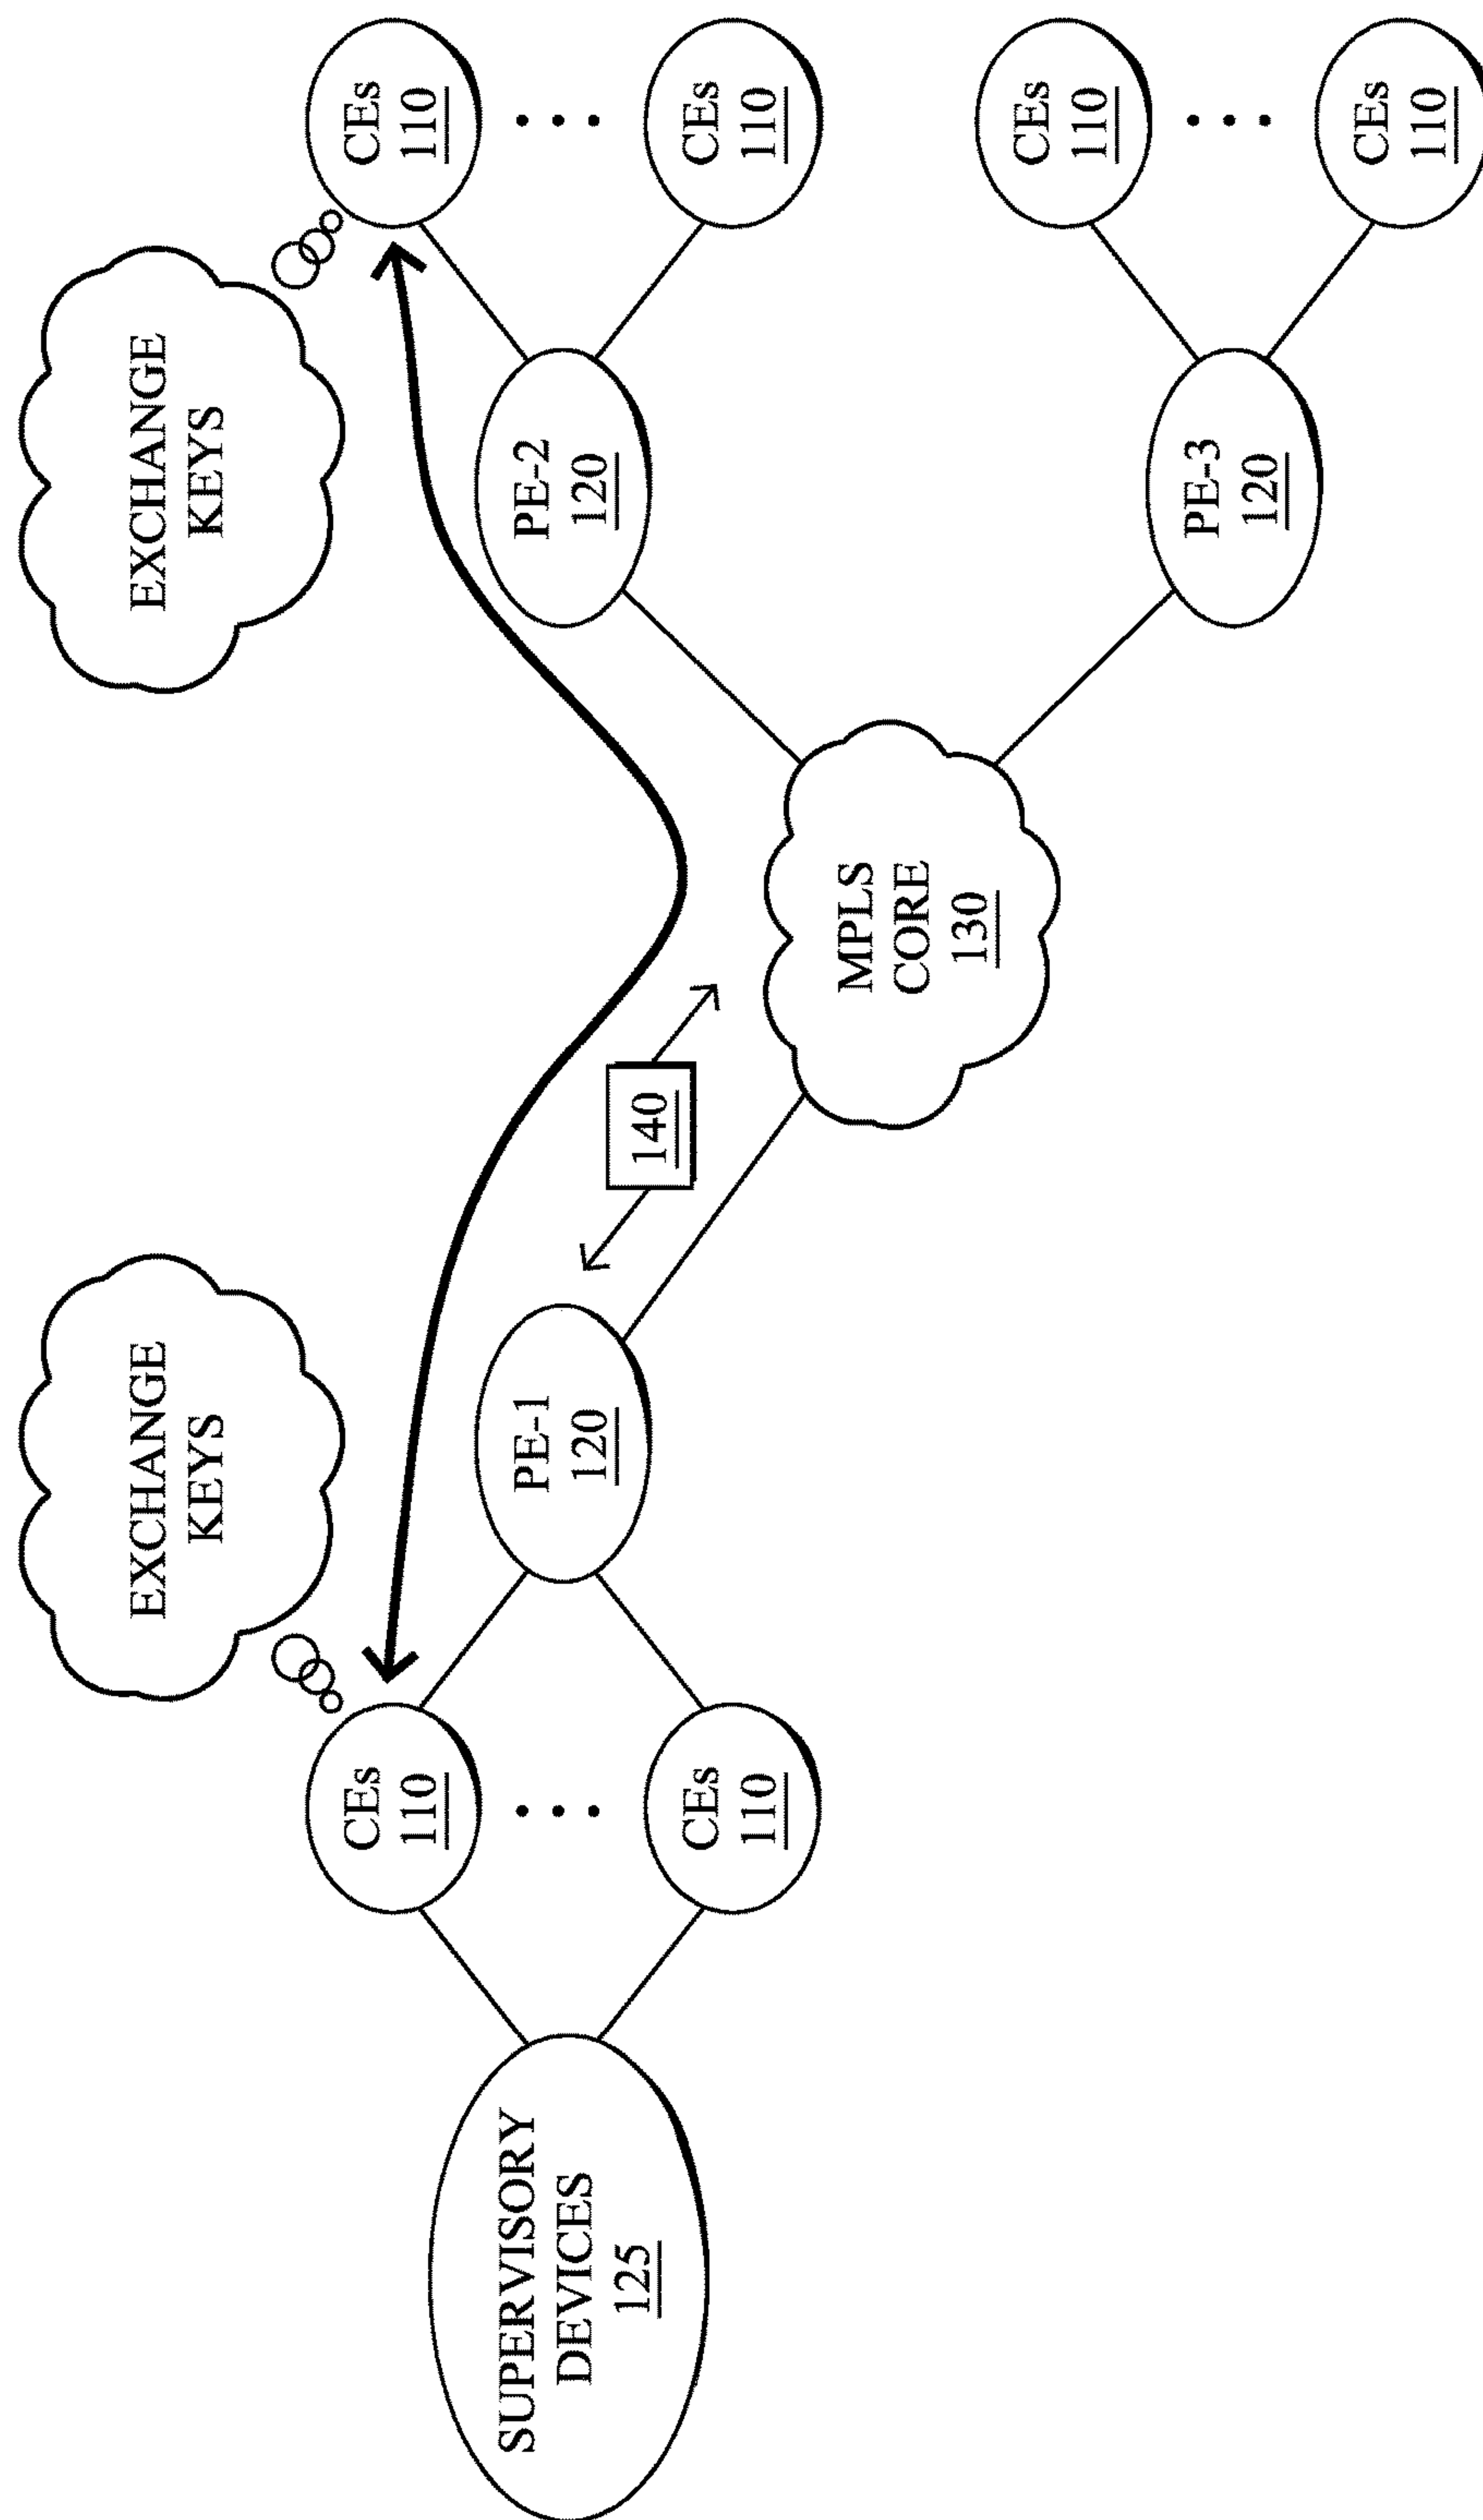 EXCHANGE
KEYS
EXCHANGE
KEYS
SUPERVISORY
DEVICES
125
CEs
110
CEs
110
PE-1
120
140
MPLS
CORE
130
PE-2
120
CEs
110
CEs
110
PE-3
120
CEs
110
CEs
110